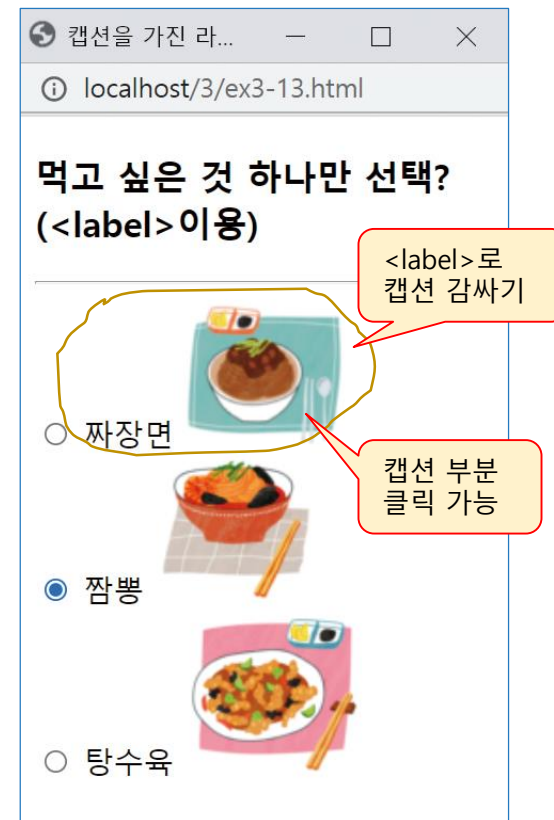 캡션을 가진 라...
localhost/3/ex3-13.html
먹고 싶은 것 하나만 선택?
(<label>이용)
<label>로
캡션 감싸기
짜장면
캡션 부분
클릭 가능
짬뽕
탕수육